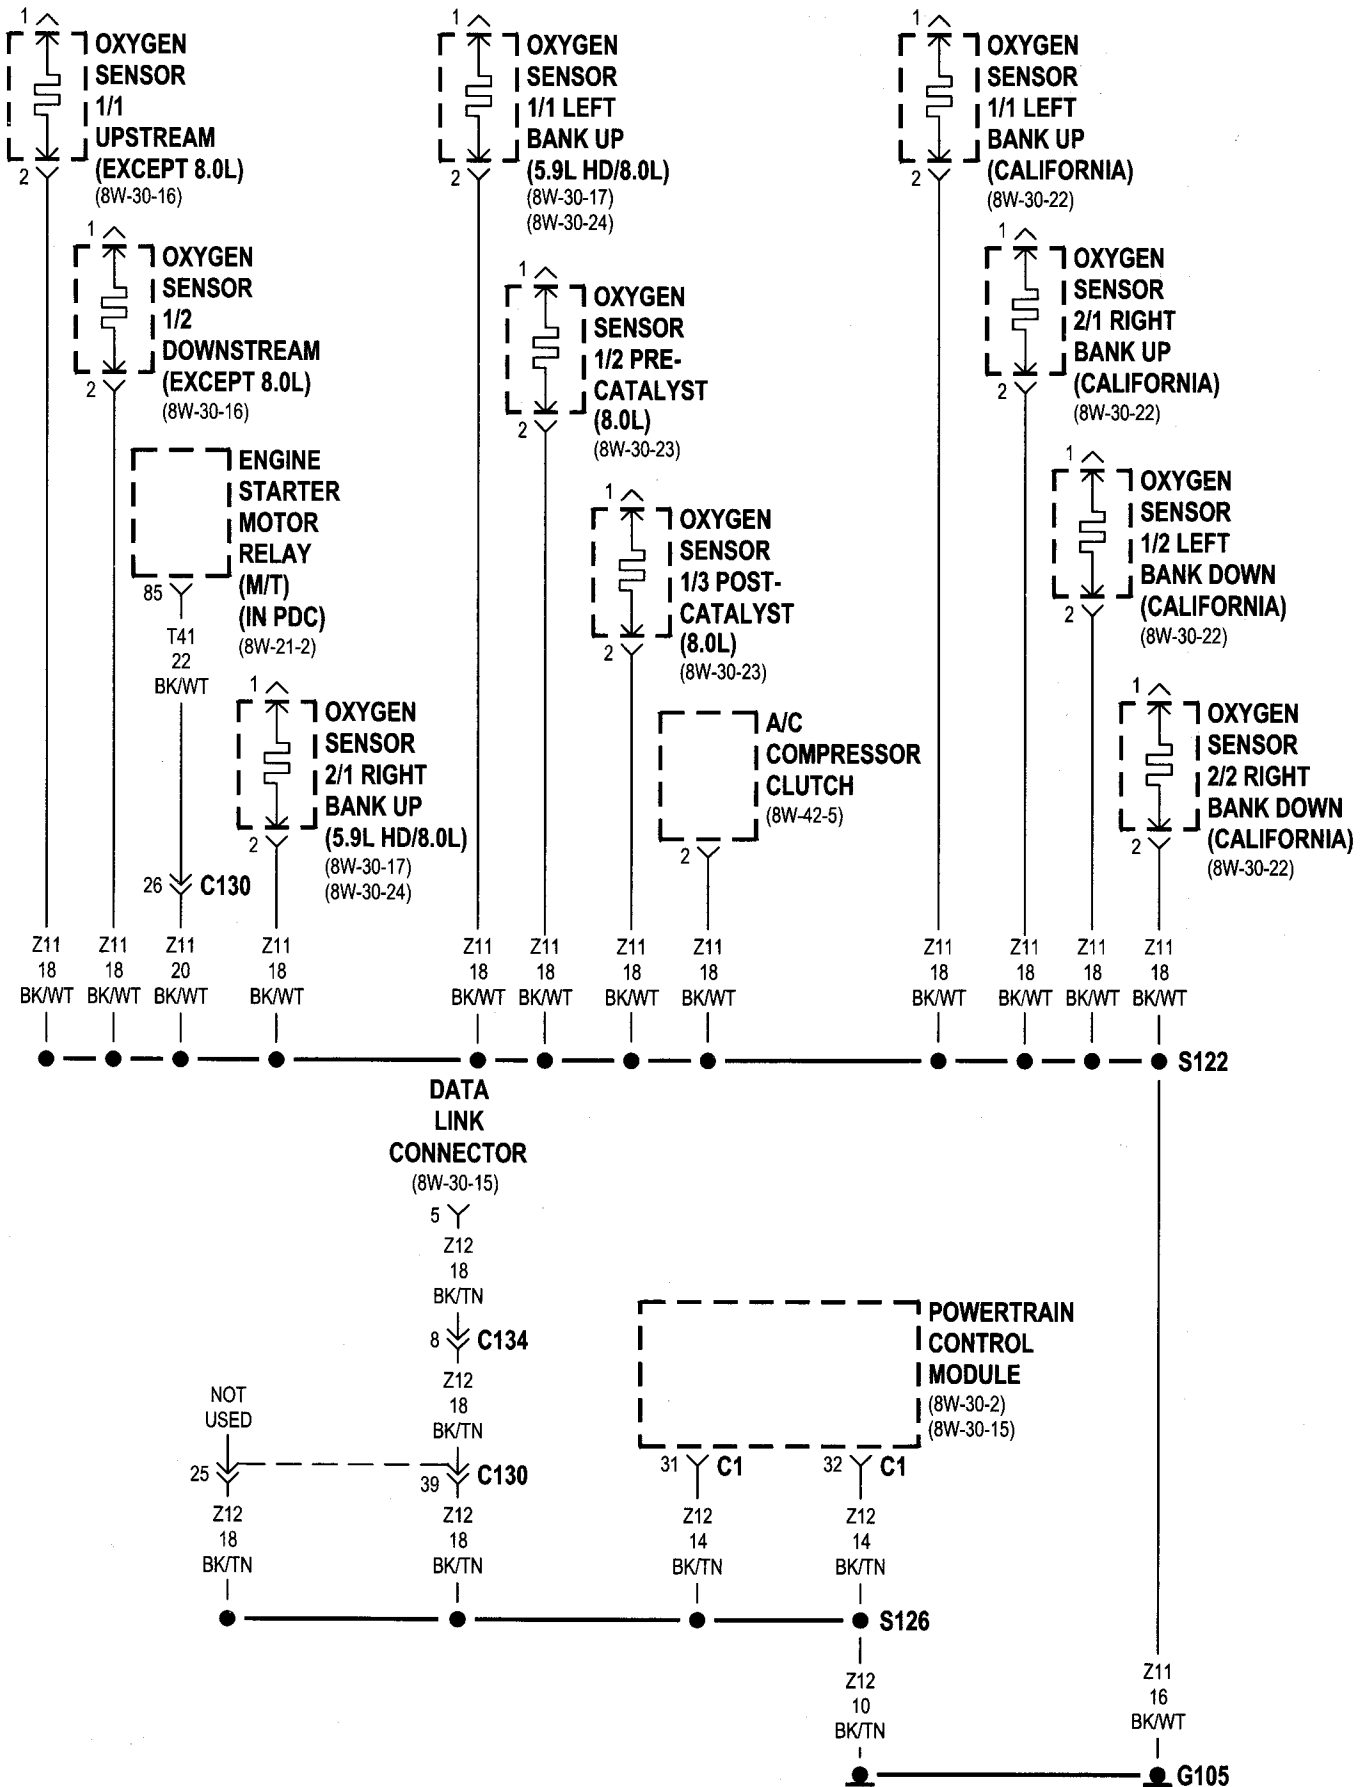 1
OXYGEN
SENSOR
1/1
UPSTREAM
(EXCEPT 8.0L)
(8W-30-16)
2
1
OXYGEN
SENSOR
1/2
DOWNSTREAM
(EXCEPT 8.0L)
(8W-30-16)
2
ENGINE
STARTER
MOTOR
RELAY
(M/T)
(IN PDC)
(8W-21-2)
85
T41
22
BK/WT
26 C130
1
OXYGEN
SENSOR
2/1 RIGHT
BANK UP
(5.9L HD/8.0L)
(8W-30-17)
(8W-30-24)
2
1
OXYGEN
SENSOR
1/1 LEFT
BANK UP
(5.9L HD/8.0L)
(8W-30-17)
(8W-30-24)
2
1
OXYGEN
SENSOR
1/2 PRE-
CATALYST
(8.0L)
(8W-30-23)
2
1
OXYGEN
SENSOR
1/3 POST-
CATALYST
(8.0L)
(8W-30-23)
2
A/C
COMPRESSOR
CLUTCH
(8W-42-5)
2
1
OXYGEN
SENSOR
1/1 LEFT
BANK UP
(CALIFORNIA)
(8W-30-22)
2
1
OXYGEN
SENSOR
2/1 RIGHT
BANK UP
(CALIFORNIA)
(8W-30-22)
2
1
OXYGEN
SENSOR
1/2 LEFT
BANK DOWN
(CALIFORNIA)
(8W-30-22)
2
1
OXYGEN
SENSOR
2/2 RIGHT
BANK DOWN
(CALIFORNIA)
(8W-30-22)
2
Z11 Z11 Z11 Z11 Z11 Z11 Z11 Z11 Z11 Z11 Z11 Z11
18 18 20 18 18 18 18 18 18 18 18 18
BK/WT BK/WT BK/WT BK/WT BK/WT BK/WT BK/WT BK/WT BK/WT BK/WT BK/WT BK/WT
S122
DATA
LINK
CONNECTOR
(8W-30-15)
5
Z12
18
BK/TN
8 C134
Z12
18
BK/TN
NOT
USED
25
39 C130
POWERTRAIN
CONTROL
MODULE
(8W-30-2)
(8W-30-15)
31 C1 32 C1
Z12 Z12 Z12 Z12
18 18 14 14
BK/TN BK/TN BK/TN BK/TN
S126
Z12
10
BK/TN
Z11
16
BK/WT
G105